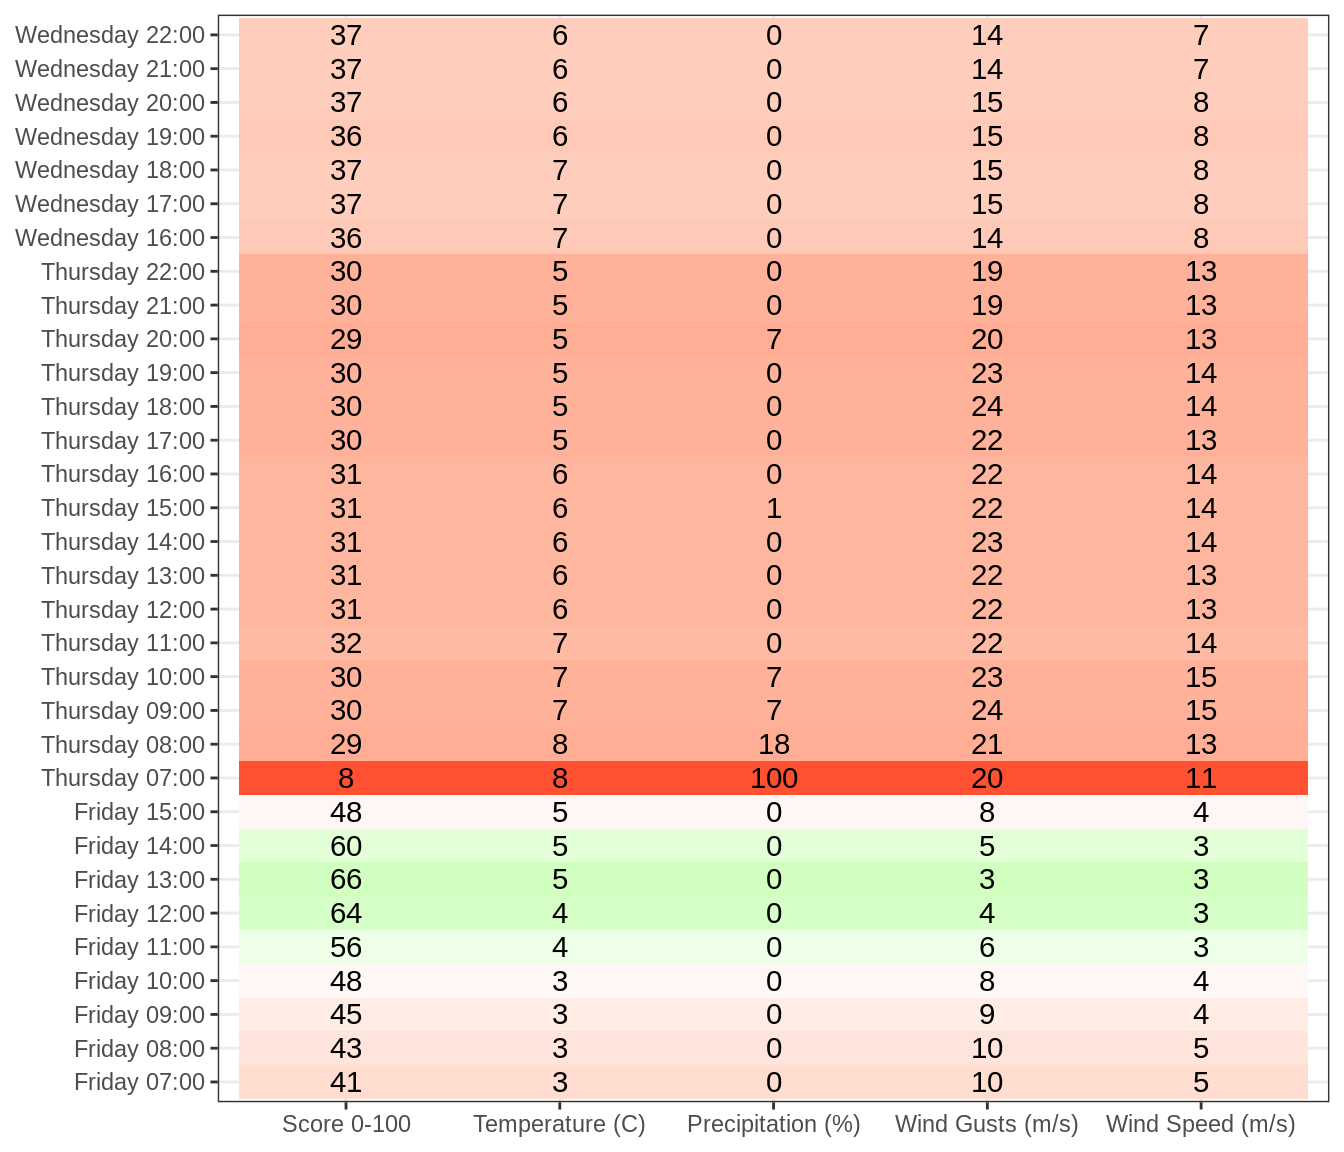 Wednesday 22:00 37 6 0 14 7
Wednesday 21:00 37 6 0 14 7
Wednesday 20:00 37 6 0 15 8
Wednesday 19:00 36 6 0 15 8
Wednesday 18:00 37 7 0 15 8
Wednesday 17:00 37 7 0 15 8
Wednesday 16:00 36 7 0 14 8
Thursday 22:00 30 5 0 19 13
Thursday 21:00 30 5 0 19 13
Thursday 20:00 29 5 7 20 13
Thursday 19:00 30 5 0 23 14
Thursday 18:00 30 5 0 24 14
Thursday 17:00 30 5 0 22 13
Thursday 16:00 31 6 0 22 14
Thursday 15:00 31 6 1 22 14
Thursday 14:00 31 6 0 23 14
Thursday 13:00 31 6 0 22 13
Thursday 12:00 31 6 0 22 13
Thursday 11:00 32 7 0 22 14
Thursday 10:00 30 7 7 23 15
Thursday 09:00 30 7 7 24 15
Thursday 08:00 29 8 18 21 13
Thursday 07:00 8 8 100 20 11
Friday 15:00 48 5 0 8 4
Friday 14:00 60 5 0 5 3
Friday 13:00 66 5 0 3 3
Friday 12:00 64 4 0 4 3
Friday 11:00 56 4 0 6 3
Friday 10:00 48 3 0 8 4
Friday 09:00 45 3 0 9 4
Friday 08:00 43 3 0 10 5
Friday 07:00 41 3 0 10 5
Score 0-100 Temperature (C) Precipitation (%) Wind Gusts (m/s) Wind Speed (m/s)